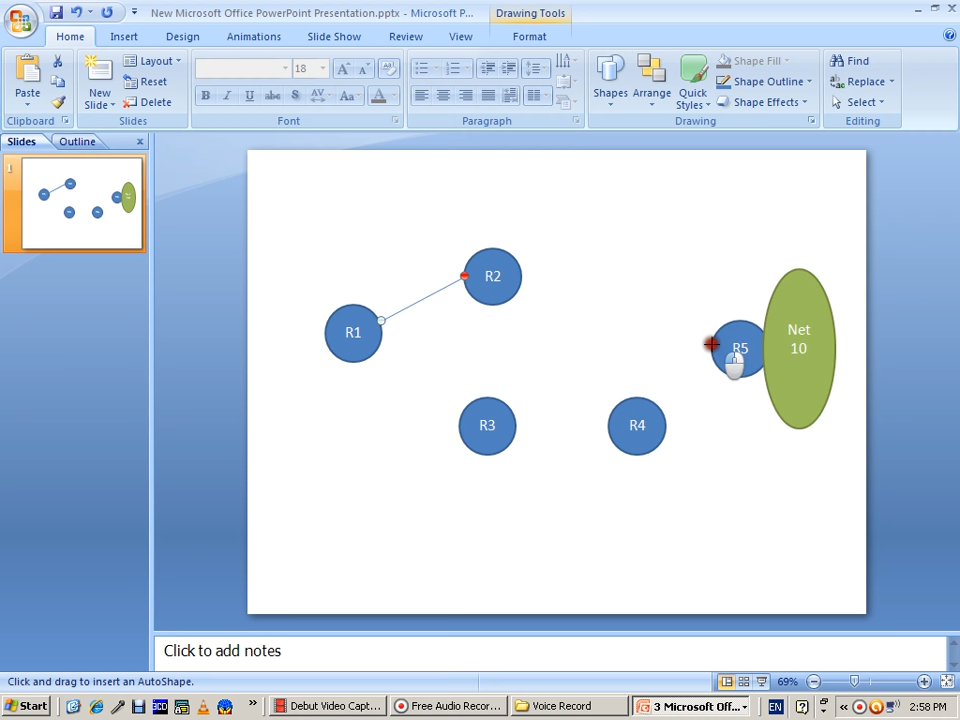 New Microsoft Office PowerPoint Presentation.pptx - Microsoft P...
Drawing Tools
Home Insert Design Animations Slide Show Review View Format
Paste
Clipboard
New
Slide
Layout
Reset
Delete
Slides
18
B I U abc S AV Aa A
Font
Paragraph
Shapes
Arrange
Quick
Styles
Shape Fill
Shape Outline
Shape Effects
Drawing
Find
Replace
Select
Editing
Slides Outline
1
R2
R1
Net
10
R5
R3
R4
Click to add notes
Click and drag to insert an AutoShape.
69%
Start
Debut Video Capt...
Free Audio Recor...
Voice Record
3 Microsoft Off...
EN
2:58 PM